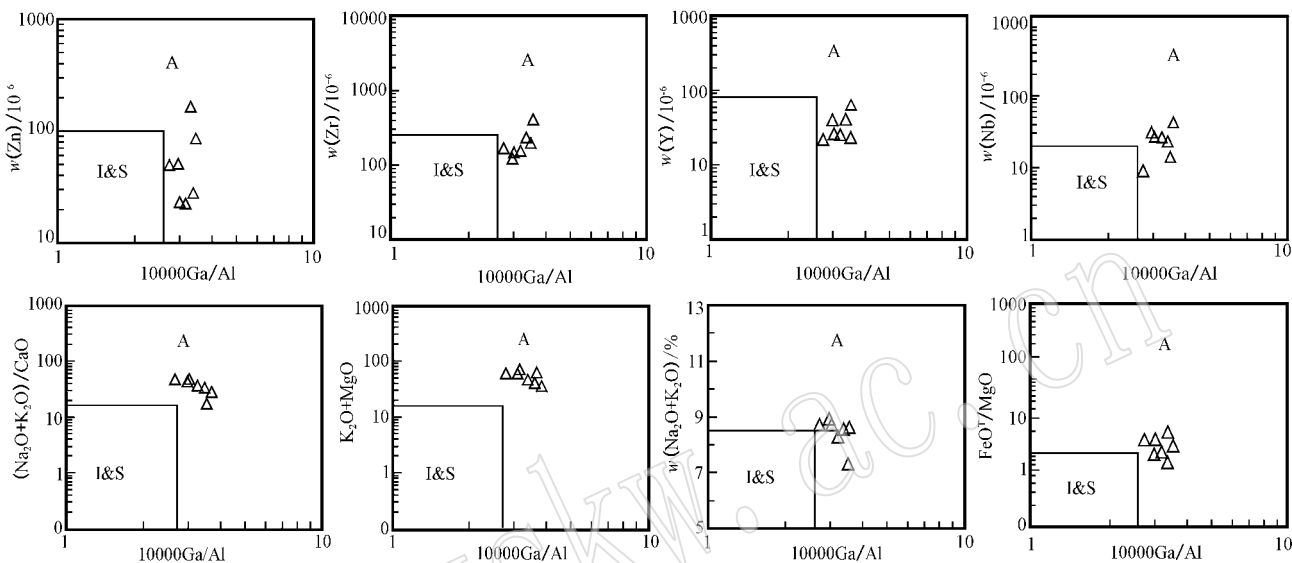 1000
100
10
w(Zn)/10⁻⁶
A
I&S
1
10
10000Ga/Al
10000
1000
100
10
w(Zr)/10⁻⁶
A
I&S
1
10
10000Ga/Al
1000
100
10
1
w(Y)/10⁻⁶
A
I&S
1
10
10000Ga/Al
1000
100
10
1
w(Nb)/10⁻⁶
A
I&S
1
10
10000Ga/Al
1000
100
10
1
0
(Na₂O+K₂O)/CaO
A
I&S
1
10
10000Ga/Al
1000
100
10
1
0
K₂O+MgO
A
I&S
1
10
10000Ga/Al
13
11
9
7
5
w(Na₂O+K₂O)/%
A
I&S
1
10
10000Ga/Al
1000
100
10
1
0
FeOᵀ/MgO
A
I&S
1
10
10000Ga/Al
yskw.ac.cn